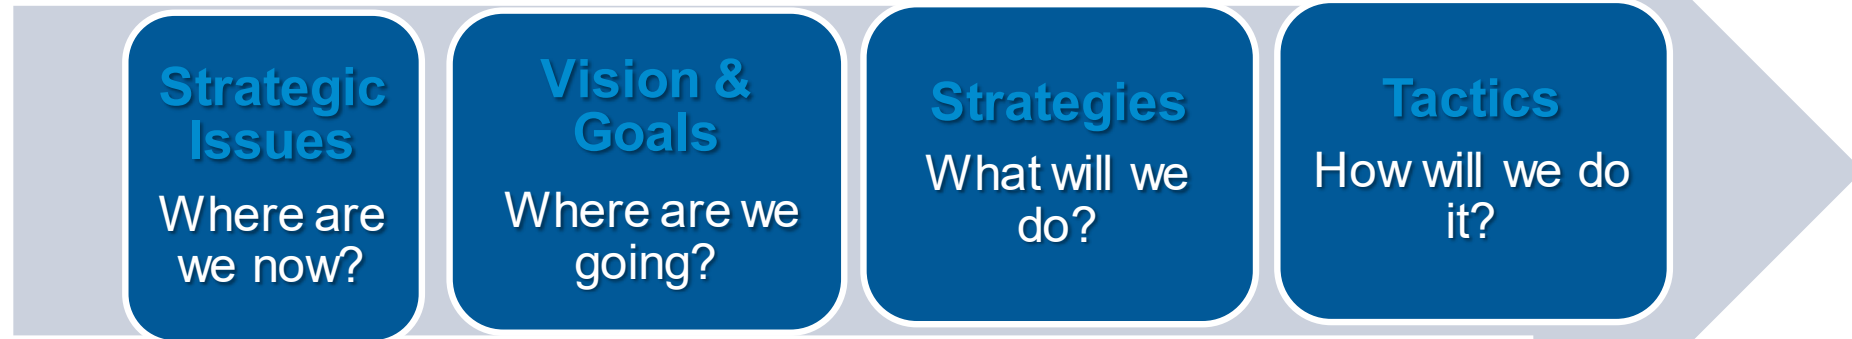 Strategic
Issues
Where are
we now?
Vision &
Goals
Where are we
going?
Strategies
What will we
do?
Tactics
How will we do
it?